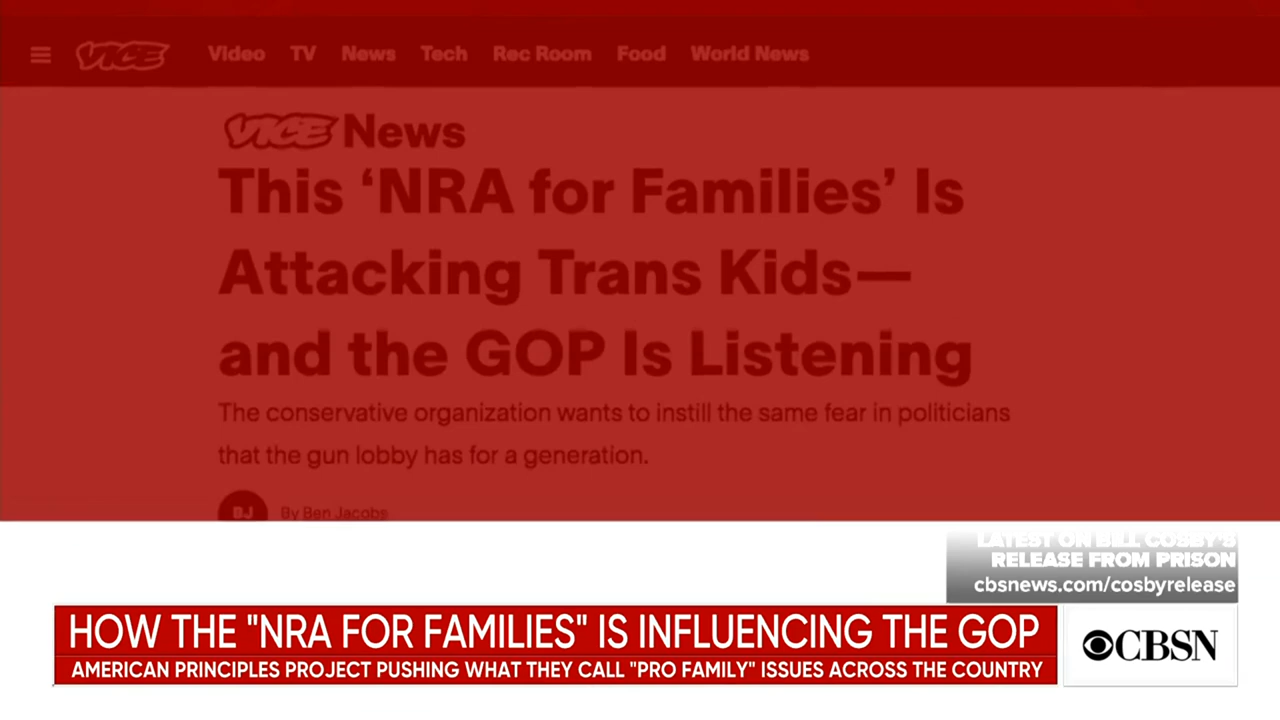 VICE Video TV News Tech Rec Room Food World News
VICE News
This ‘NRA for Families’ Is
Attacking Trans Kids—
and the GOP Is Listening
The conservative organization wants to instill the same fear in politicians
that the gun lobby has for a generation.
BJ By Ben Jacobs
LATEST ON BILL COSBY'S
RELEASE FROM PRISON
cbsnews.com/cosbyrelease
HOW THE "NRA FOR FAMILIES" IS INFLUENCING THE GOP
AMERICAN PRINCIPLES PROJECT PUSHING WHAT THEY CALL "PRO FAMILY" ISSUES ACROSS THE COUNTRY
CBSN